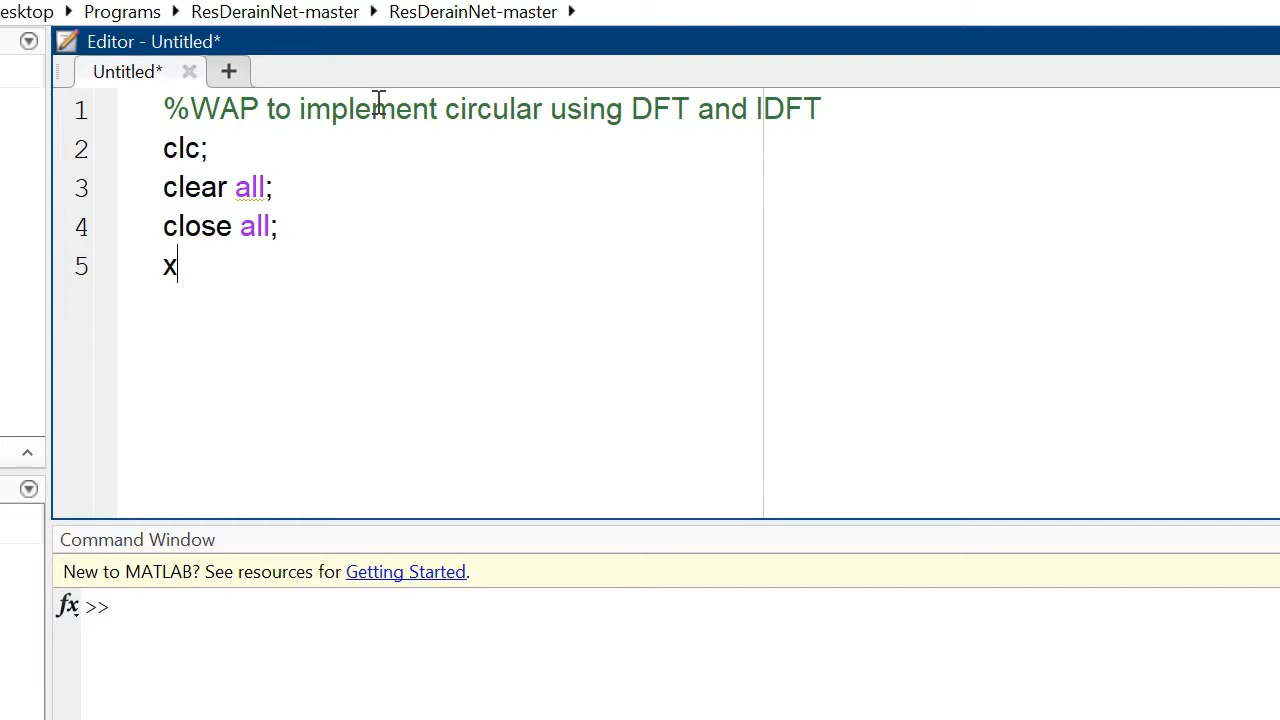 esktop Programs ResDerainNet-master ResDerainNet-master
Editor - Untitled*
Untitled*
1 %WAP to implement circular using DFT and IDFT
2 clc;
3 clear all;
4 close all;
5 x
Command Window
New to MATLAB? See resources for Getting Started.
fx >>